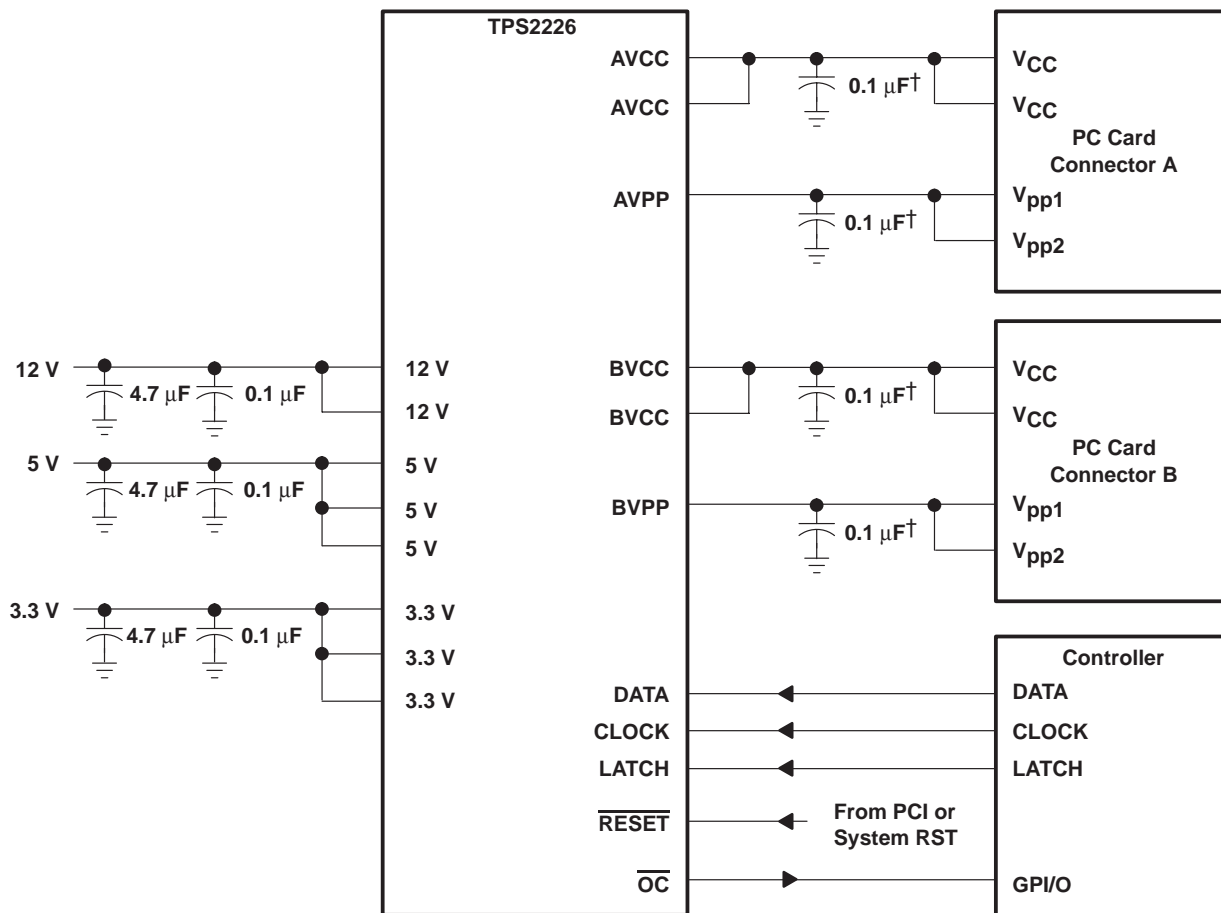 TPS2226
AVCC
AVCC
AVPP
0.1 µF†
0.1 µF†
VCC
VCC
PC Card
Connector A
Vpp1
Vpp2
12 V
4.7 µF
0.1 µF
12 V
12 V
5 V
4.7 µF
0.1 µF
5 V
5 V
5 V
3.3 V
4.7 µF
0.1 µF
3.3 V
3.3 V
3.3 V
BVCC
BVCC
BVPP
0.1 µF†
0.1 µF†
VCC
VCC
PC Card
Connector B
Vpp1
Vpp2
DATA
CLOCK
LATCH
RESET
OC
From PCI or
System RST
Controller
DATA
CLOCK
LATCH
GPI/O